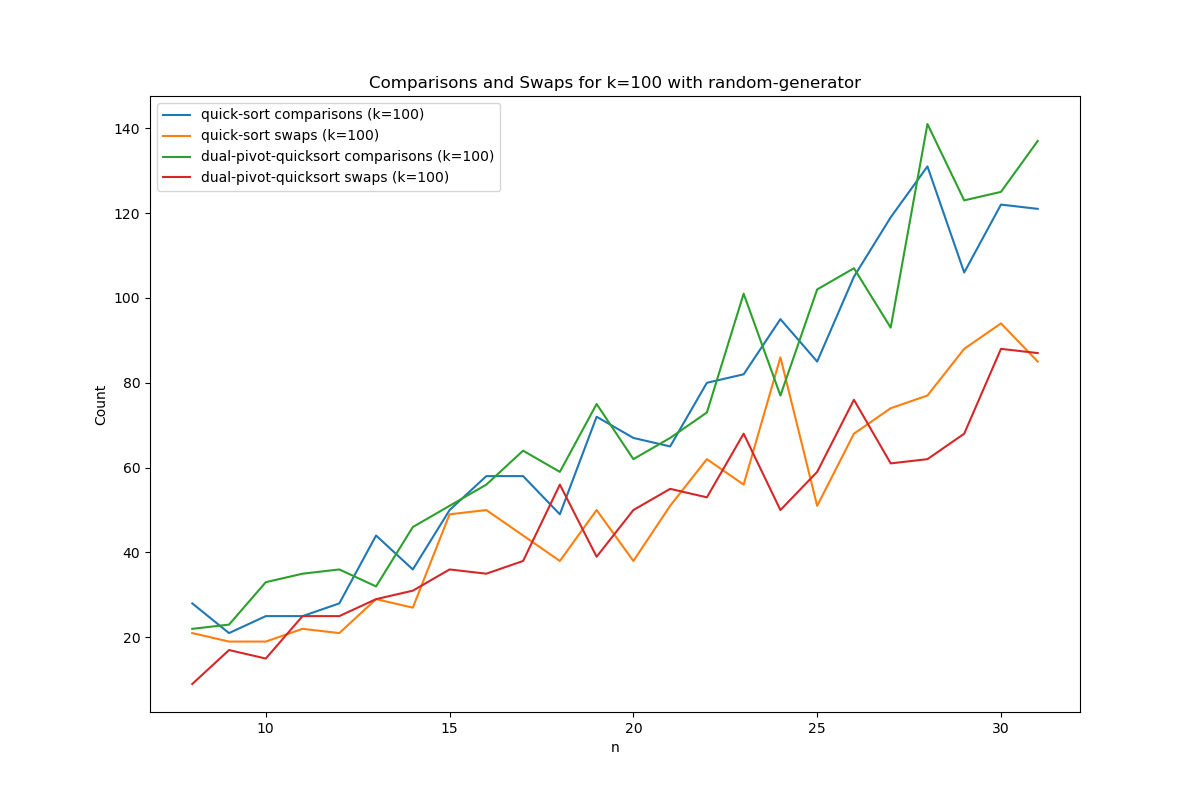 Comparisons and Swaps for k=100 with random-generator
quick-sort comparisons (k=100)
quick-sort swaps (k=100)
dual-pivot-quicksort comparisons (k=100)
dual-pivot-quicksort swaps (k=100)
140
120
100
80
60
40
20
Count
10 15 20 25 30
n